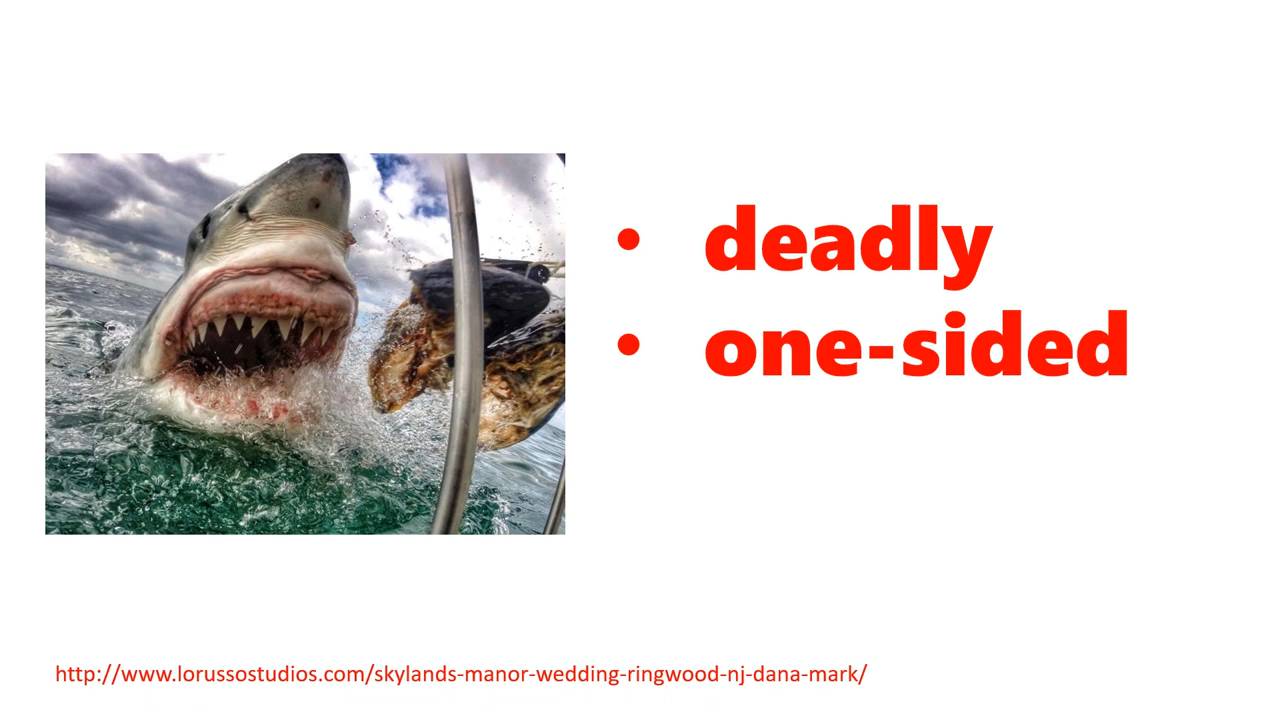 • deadly
• one-sided
http://www.lorussostudios.com/skylands-manor-wedding-ringwood-nj-dana-mark/